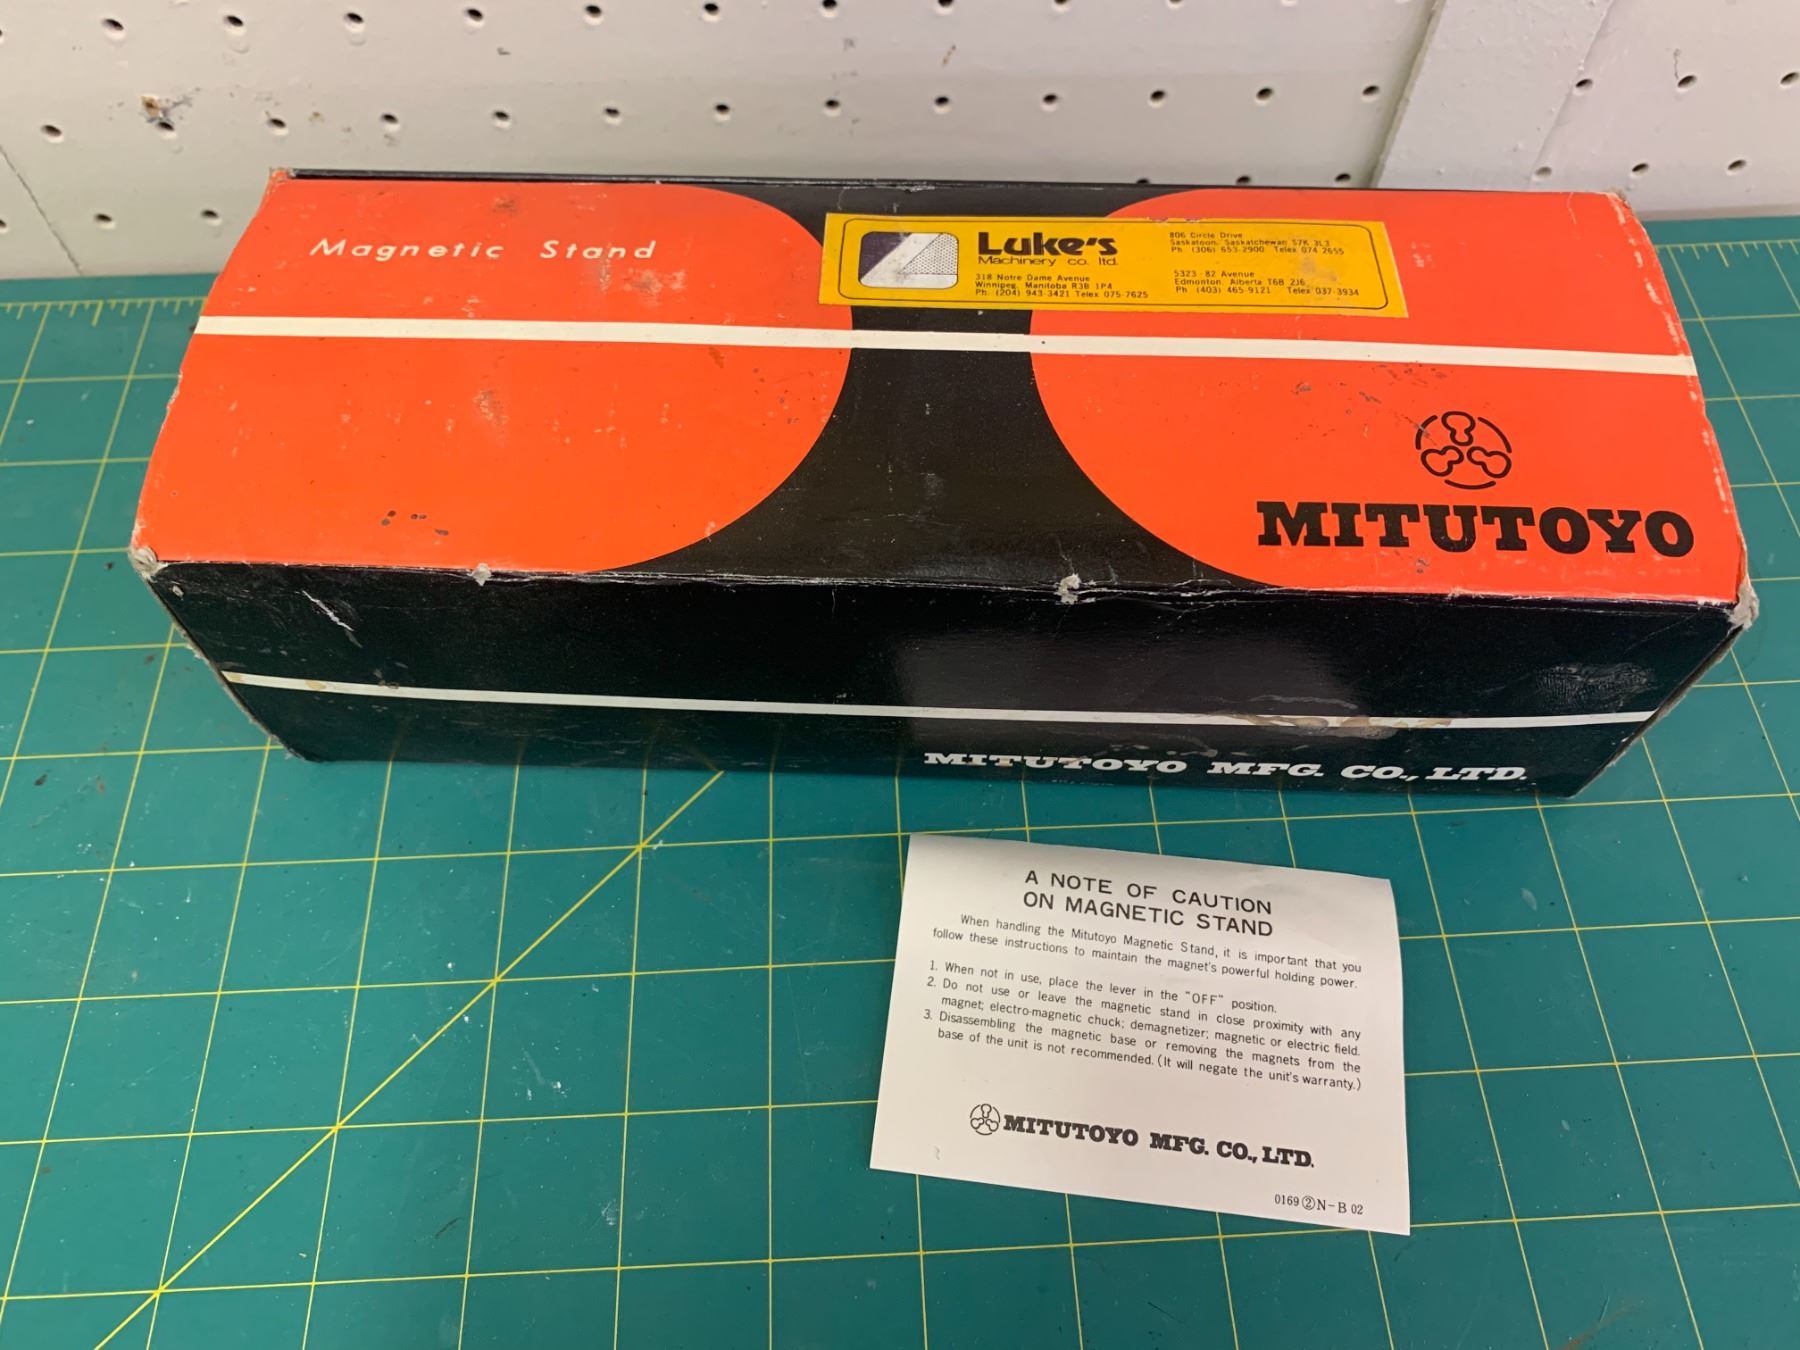 Magnetic Stand
Luke's
Machinery co. ltd.
318 Notre Dame Avenue
Winnipeg, Manitoba R3B 1P4
Ph. (204) 943-3421 Telex 075-7625
806 Circle Drive
Saskatoon, Saskatchewan S7K 3L3
Ph (306) 653-2900 Telex 074-2655
5323 - 82 Avenue
Edmonton, Alberta T6B 2J6
Ph (403) 465-9121 Telex 037-3934
MITUTOYO
MITUTOYO MFG. CO., LTD.
A NOTE OF CAUTION
ON MAGNETIC STAND
When handling the Mitutoyo Magnetic Stand, it is important that you
follow these instructions to maintain the magnet's powerful holding power.
1. When not in use, place the lever in the "OFF" position.
2. Do not use or leave the magnetic stand in close proximity with any
magnet; electro-magnetic chuck; demagnetizer; magnetic or electric field.
3. Disassembling the magnetic base or removing the magnets from the
base of the unit is not recommended. (It will negate the unit's warranty.)
MITUTOYO MFG. CO., LTD.
0169 ② N-B 02